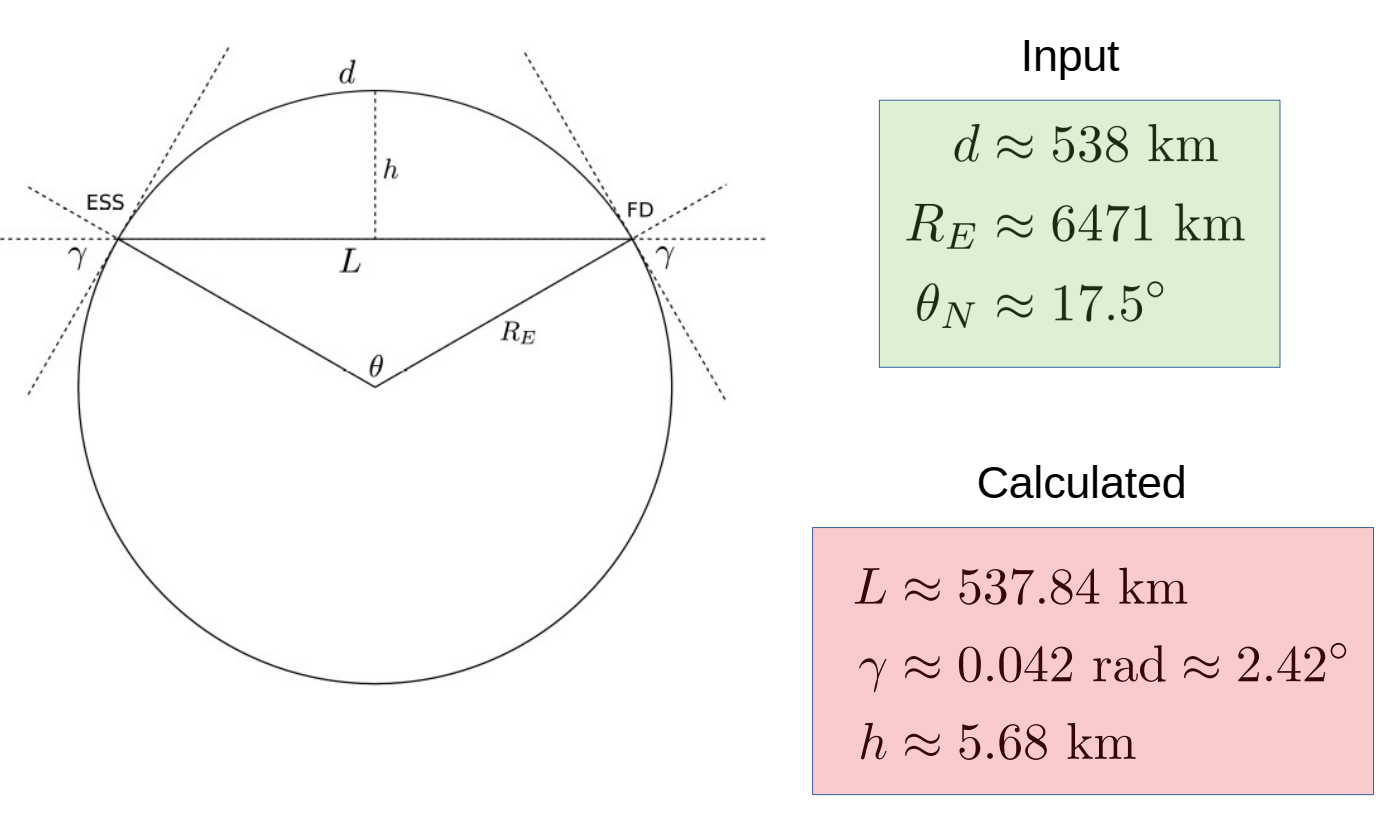 d
h
ESS
FD
γ
L
γ
R_E
θ
Input
d ≈ 538 km
R_E ≈ 6471 km
θ_N ≈ 17.5°
Calculated
L ≈ 537.84 km
γ ≈ 0.042 rad ≈ 2.42°
h ≈ 5.68 km